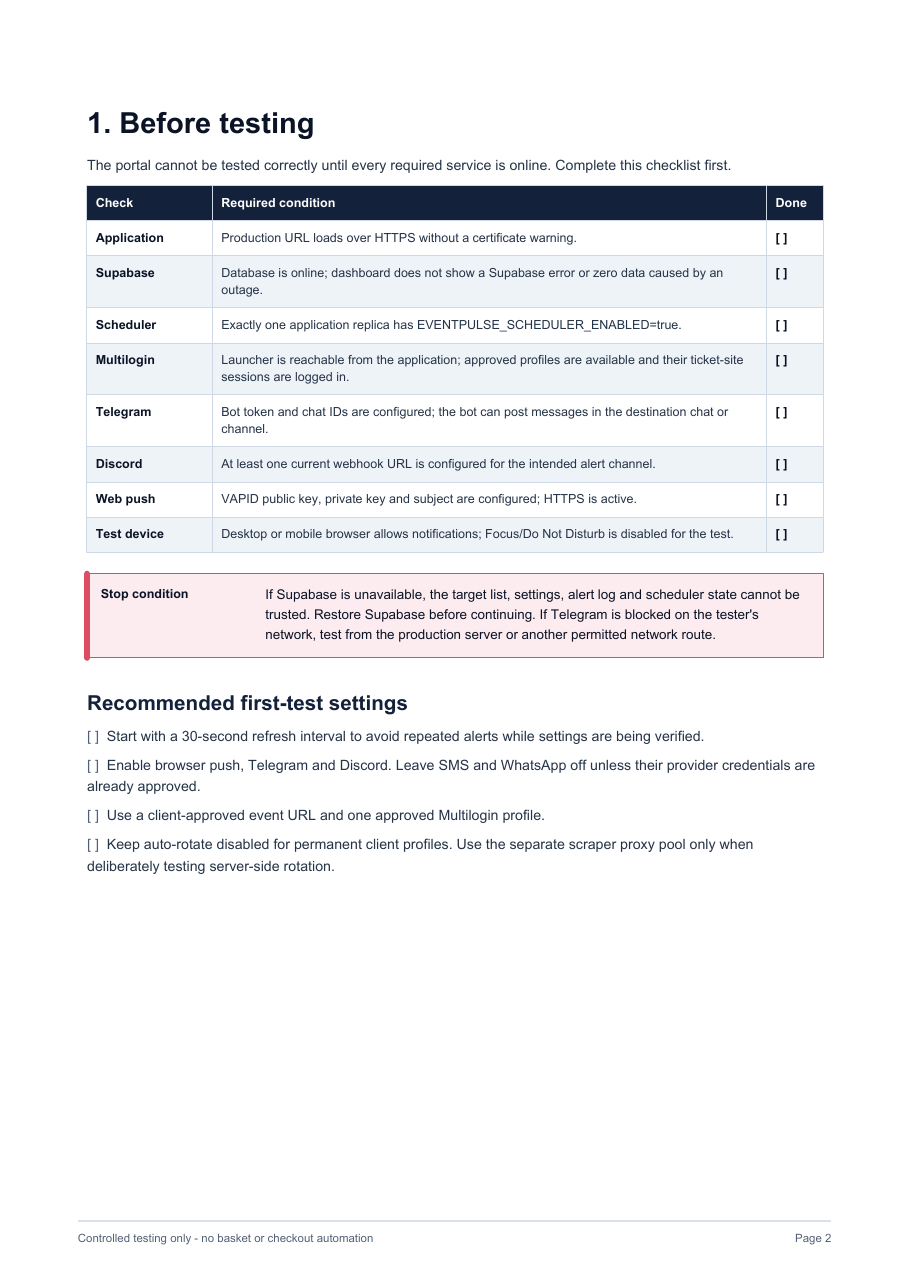 1. Before testing
The portal cannot be tested correctly until every required service is online. Complete this checklist first.
Check Required condition Done
Application Production URL loads over HTTPS without a certificate warning. [ ]
Supabase Database is online; dashboard does not show a Supabase error or zero data caused by an [ ]
outage.
Scheduler Exactly one application replica has EVENTPULSE_SCHEDULER_ENABLED=true. [ ]
Multilogin Launcher is reachable from the application; approved profiles are available and their ticket-site [ ]
sessions are logged in.
Telegram Bot token and chat IDs are configured; the bot can post messages in the destination chat or [ ]
channel.
Discord At least one current webhook URL is configured for the intended alert channel. [ ]
Web push VAPID public key, private key and subject are configured; HTTPS is active. [ ]
Test device Desktop or mobile browser allows notifications; Focus/Do Not Disturb is disabled for the test. [ ]
Stop condition If Supabase is unavailable, the target list, settings, alert log and scheduler state cannot be
trusted. Restore Supabase before continuing. If Telegram is blocked on the tester's
network, test from the production server or another permitted network route.
Recommended first-test settings
[ ] Start with a 30-second refresh interval to avoid repeated alerts while settings are being verified.
[ ] Enable browser push, Telegram and Discord. Leave SMS and WhatsApp off unless their provider credentials are
already approved.
[ ] Use a client-approved event URL and one approved Multilogin profile.
[ ] Keep auto-rotate disabled for permanent client profiles. Use the separate scraper proxy pool only when
deliberately testing server-side rotation.
Controlled testing only - no basket or checkout automation Page 2